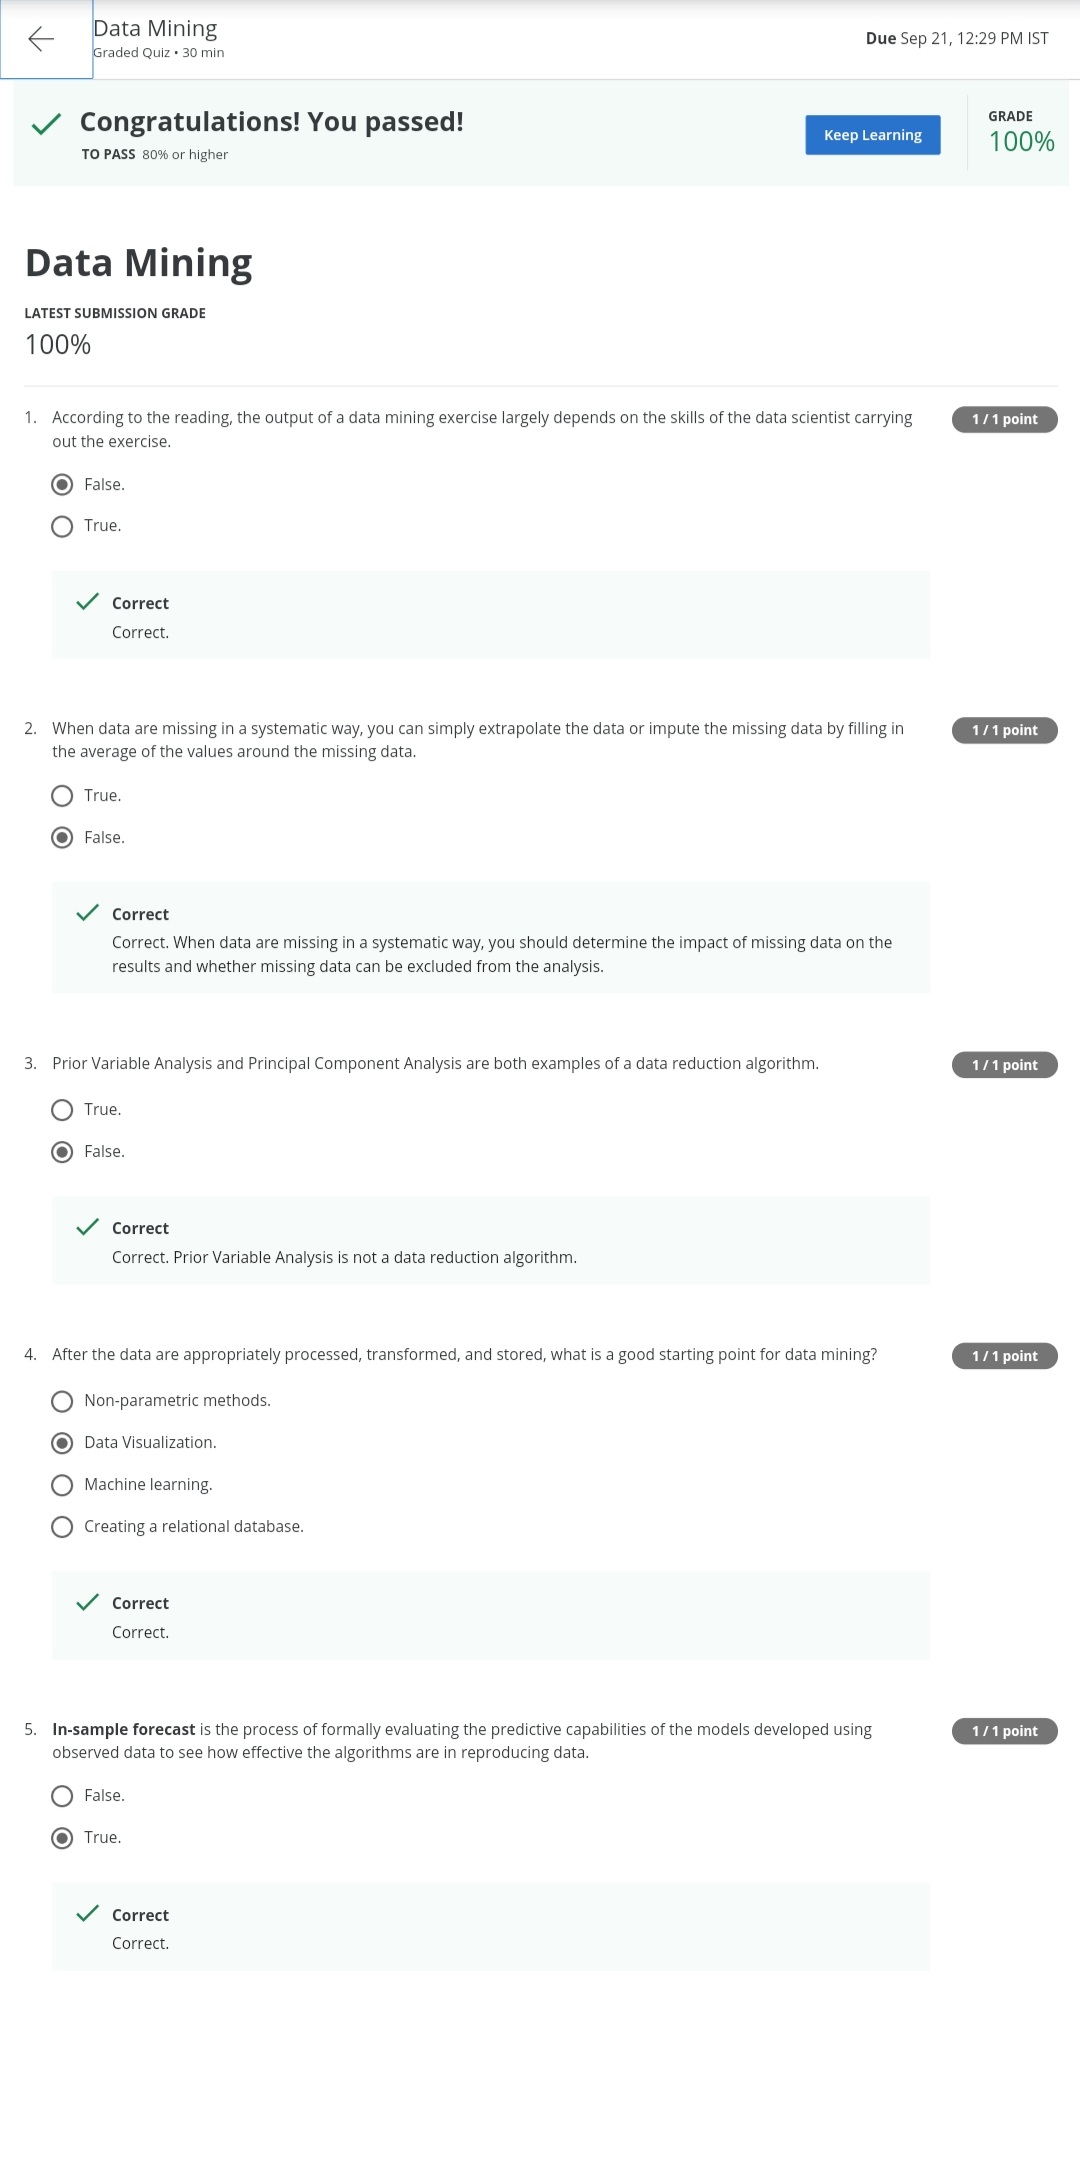 Data Mining
Graded Quiz • 30 min
Due Sep 21, 12:29 PM IST
Congratulations! You passed!
TO PASS 80% or higher
Keep Learning
GRADE
100%
Data Mining
LATEST SUBMISSION GRADE
100%
1. According to the reading, the output of a data mining exercise largely depends on the skills of the data scientist carrying
out the exercise.
1 / 1 point
False.
True.
Correct
Correct.
2. When data are missing in a systematic way, you can simply extrapolate the data or impute the missing data by filling in
the average of the values around the missing data.
1 / 1 point
True.
False.
Correct
Correct. When data are missing in a systematic way, you should determine the impact of missing data on the
results and whether missing data can be excluded from the analysis.
3. Prior Variable Analysis and Principal Component Analysis are both examples of a data reduction algorithm.
1 / 1 point
True.
False.
Correct
Correct. Prior Variable Analysis is not a data reduction algorithm.
4. After the data are appropriately processed, transformed, and stored, what is a good starting point for data mining?
1 / 1 point
Non-parametric methods.
Data Visualization.
Machine learning.
Creating a relational database.
Correct
Correct.
5. In-sample forecast is the process of formally evaluating the predictive capabilities of the models developed using
observed data to see how effective the algorithms are in reproducing data.
1 / 1 point
False.
True.
Correct
Correct.